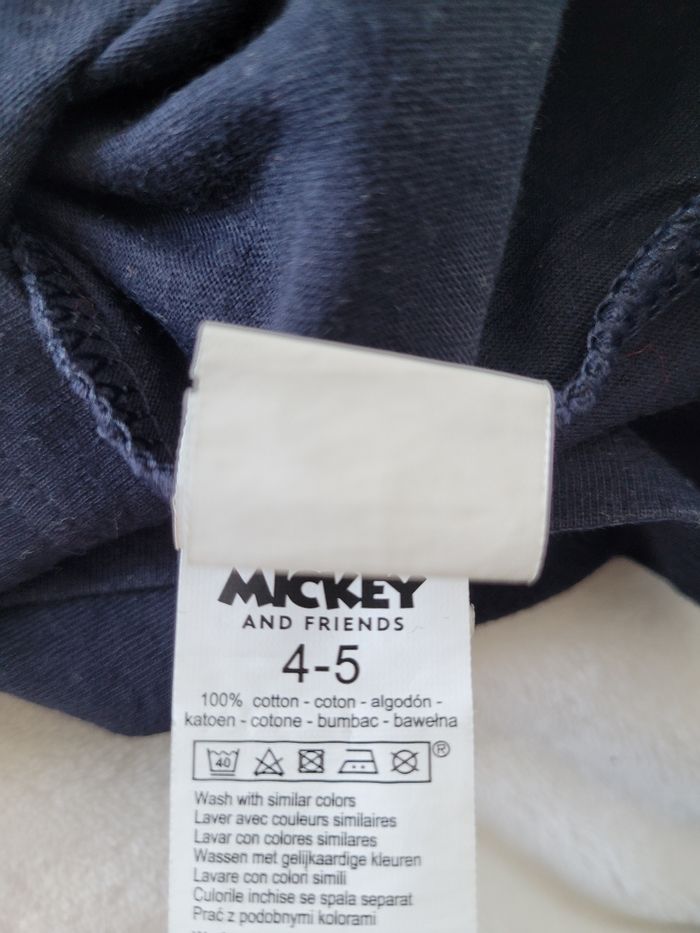 MICKEY
AND FRIENDS
4-5
100% cotton - coton - algodón -
katoen - cotone - bumbac - bawełna
40
®
Wash with similar colors
Laver avec couleurs similaires
Lavar con colores similares
Wassen met gelijkaardige kleuren
Lavare con colori simili
Culorile inchise se spala separat
Prać z podobnymi kolorami